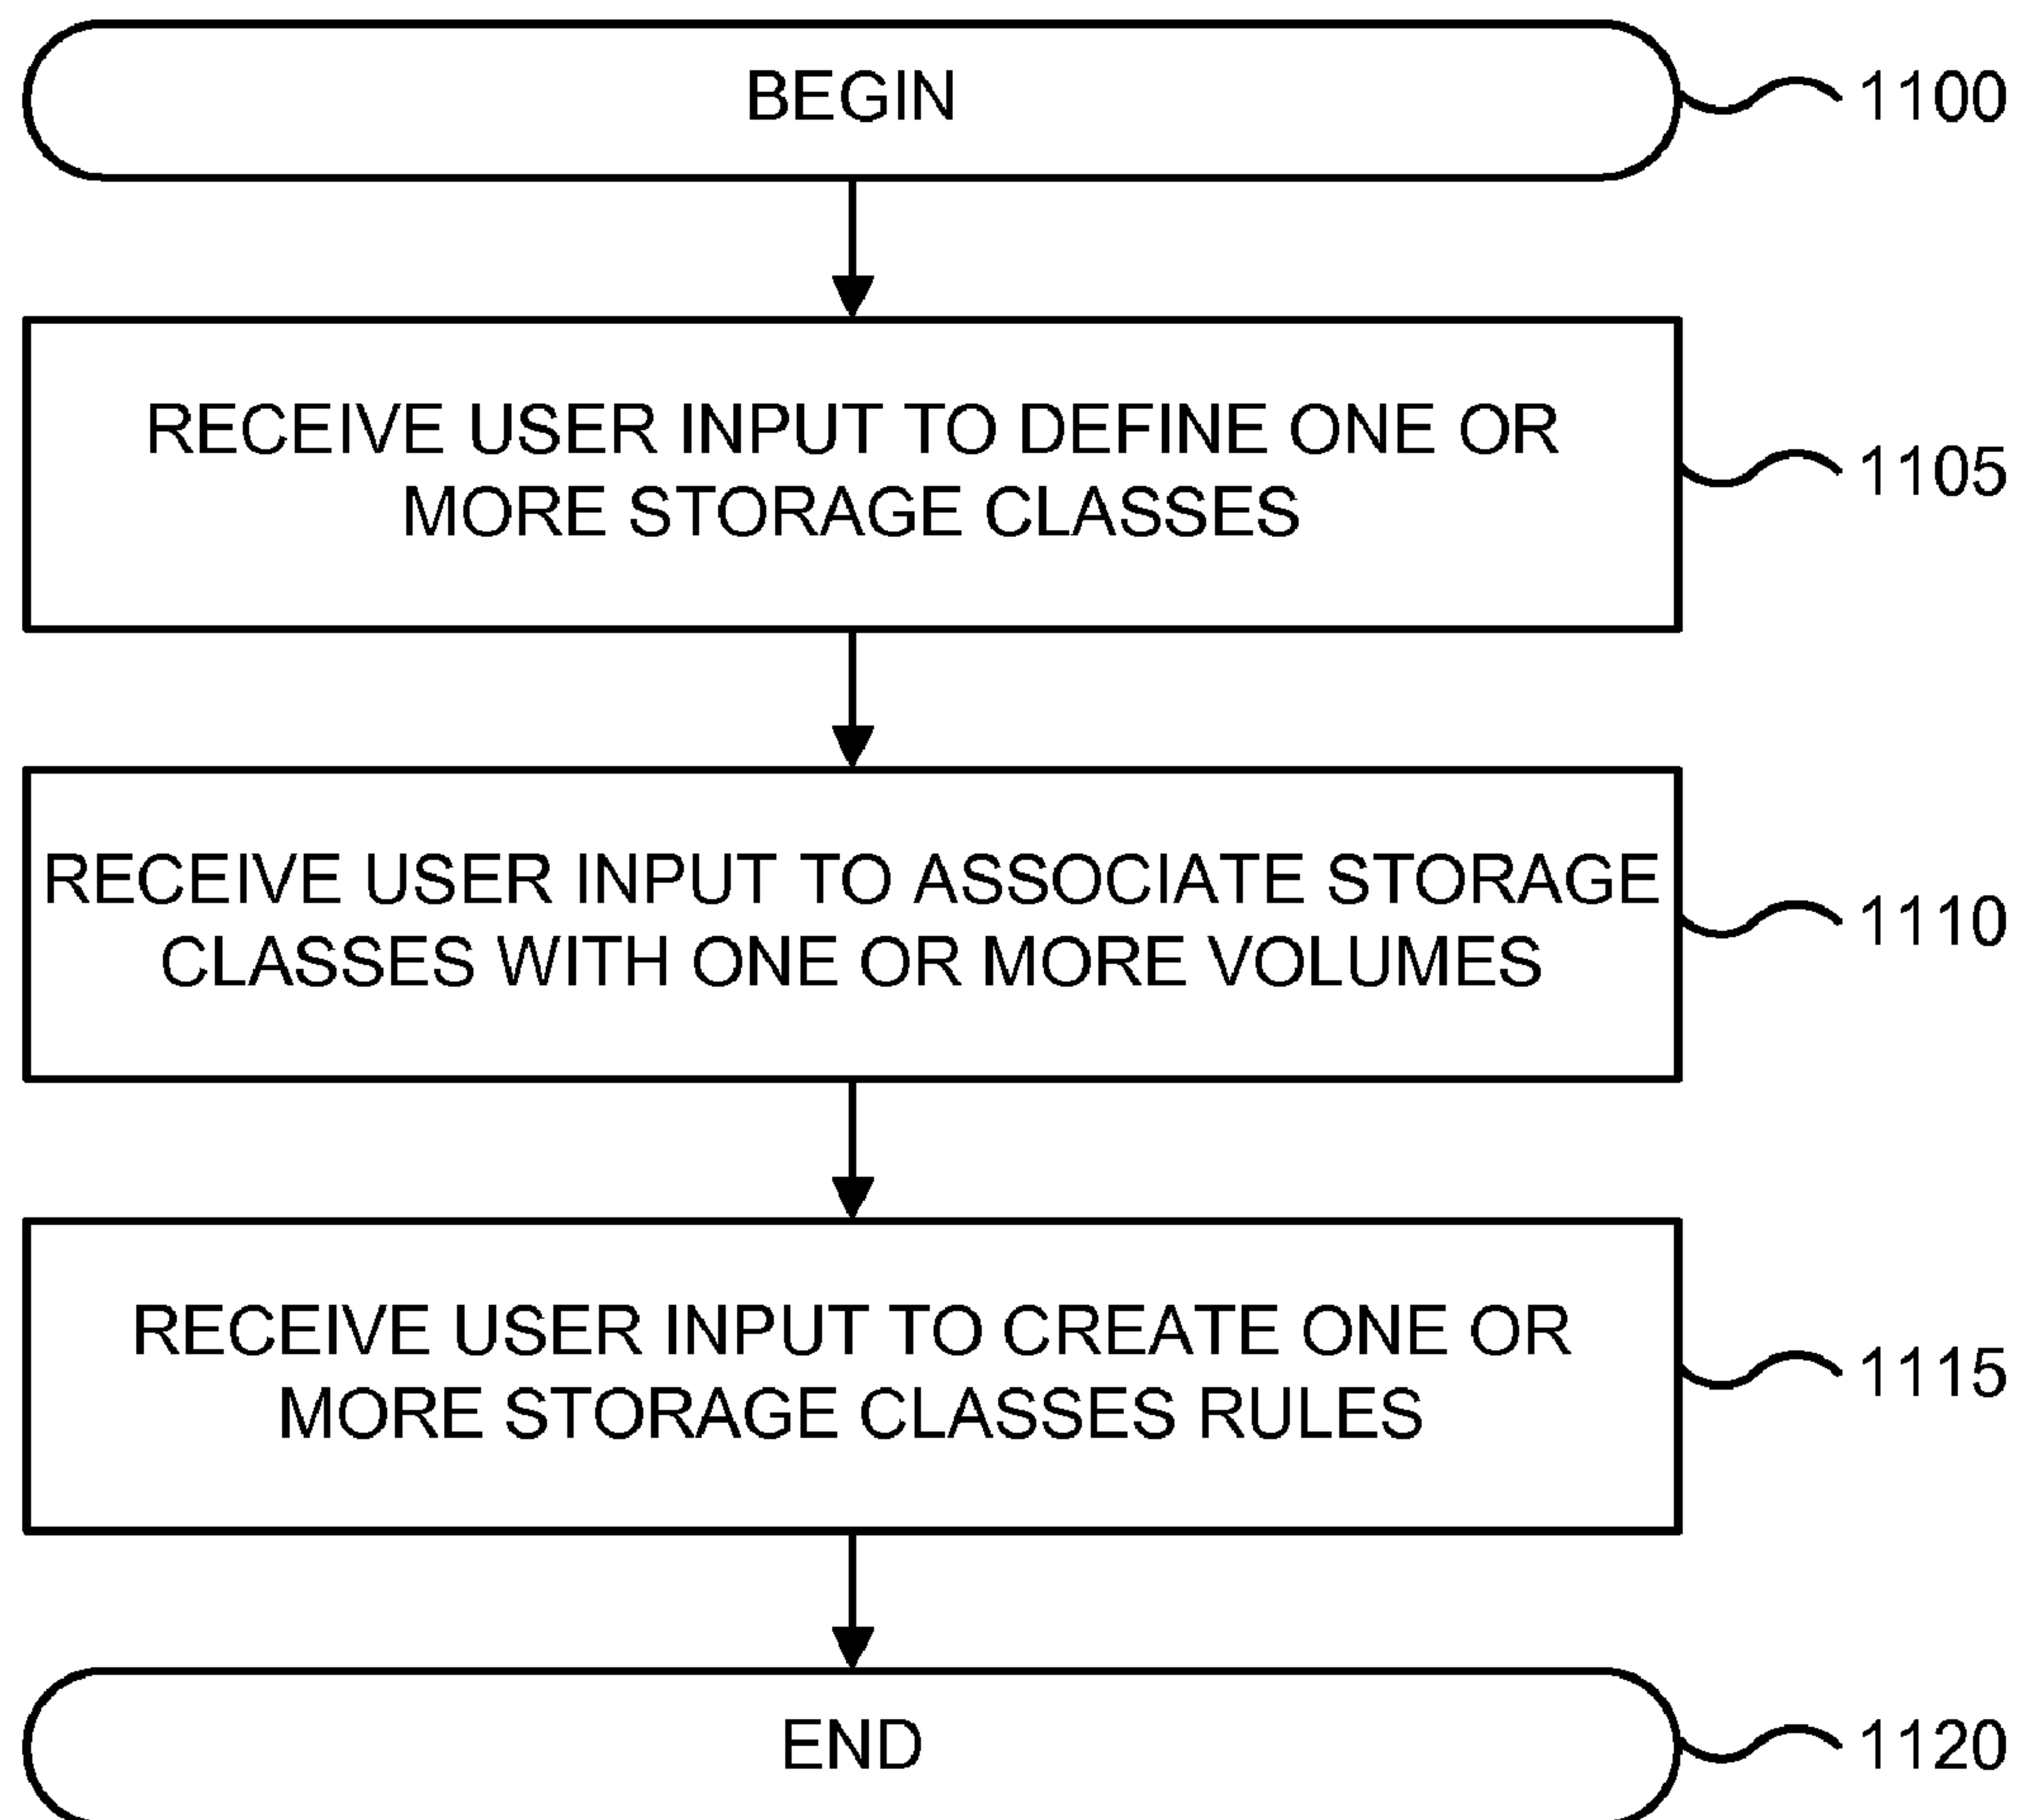 BEGIN
1100
RECEIVE USER INPUT TO DEFINE ONE OR
MORE STORAGE CLASSES
1105
RECEIVE USER INPUT TO ASSOCIATE STORAGE
CLASSES WITH ONE OR MORE VOLUMES
1110
RECEIVE USER INPUT TO CREATE ONE OR
MORE STORAGE CLASSES RULES
1115
END
1120